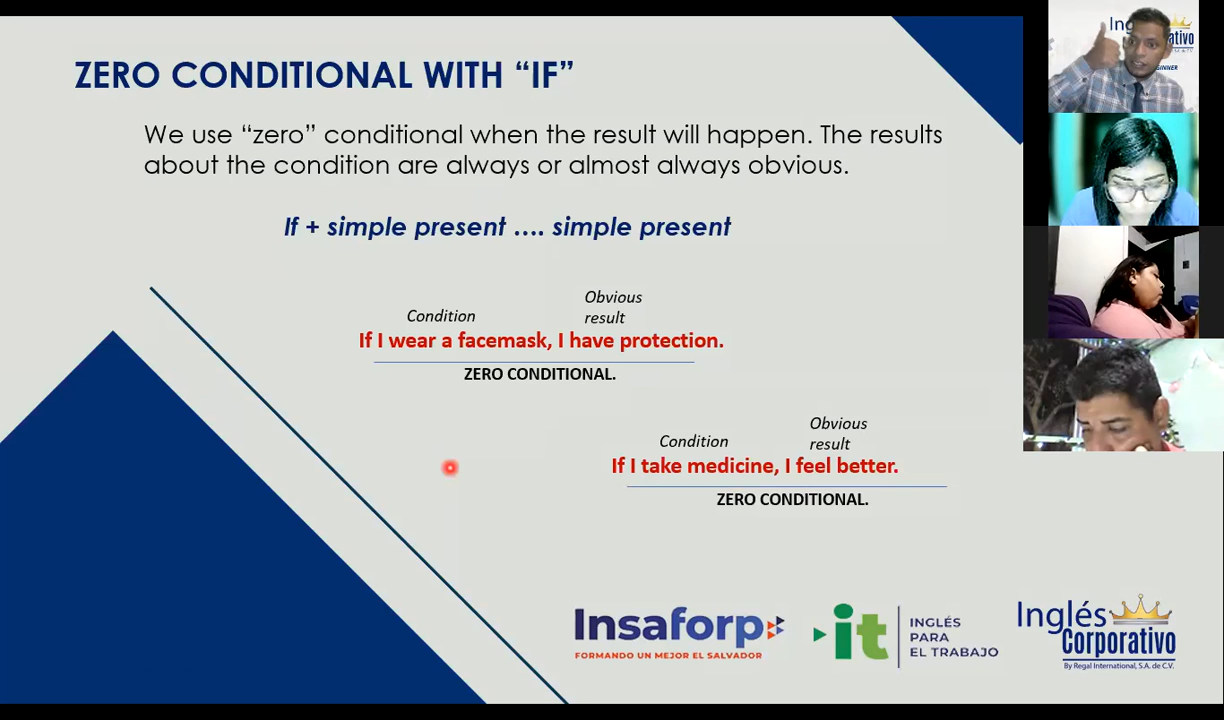 ZERO CONDITIONAL WITH “IF”
We use “zero” conditional when the result will happen. The results
about the condition are always or almost always obvious.
If + simple present .... simple present
Condition
Obvious
result
If I wear a facemask, I have protection.
ZERO CONDITIONAL.
Condition
Obvious
result
If I take medicine, I feel better.
ZERO CONDITIONAL.
Insaforp
FORMANDO UN MEJOR EL SALVADOR
it
INGLÉS
PARA
EL TRABAJO
Inglés
Corporativo
By Regal International, S.A. de C.V.